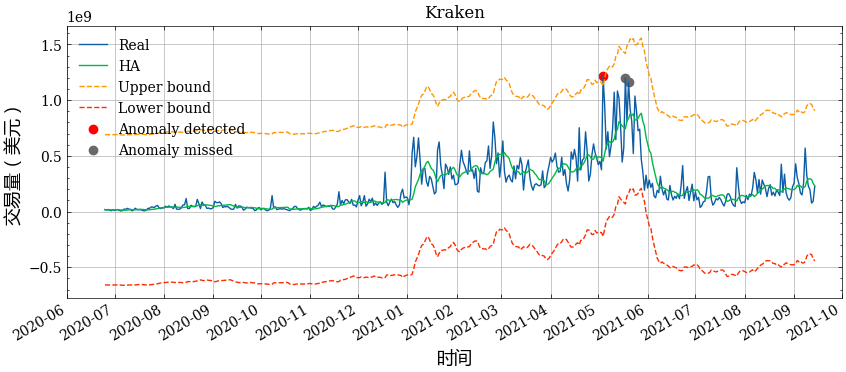 Kraken
1e9
Real
HA
Upper bound
Lower bound
Anomaly detected
Anomaly missed
1.5
1.0
0.5
0.0
−0.5
交易量（美元）
2020-06
2020-07
2020-08
2020-09
2020-10
2020-11
2020-12
2021-01
2021-02
2021-03
2021-04
2021-05
2021-06
2021-07
2021-08
2021-09
2021-10
时间